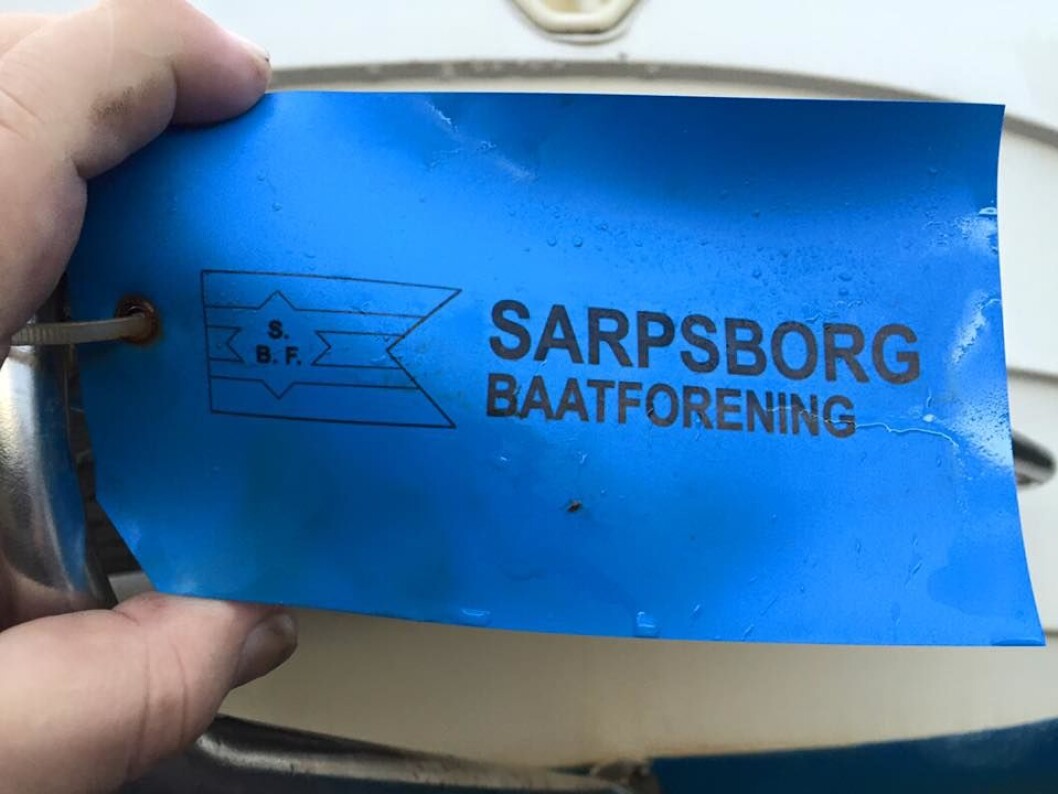 S.
B. F.
SARPSBORG
BAATFORENING